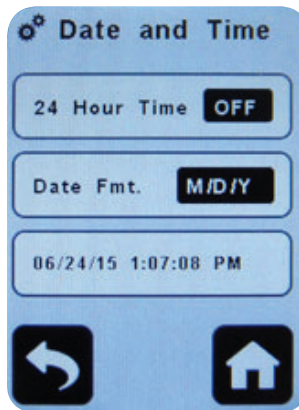 Date and Time
24 Hour Time OFF
Date Fmt. M/D/Y
06/24/15 1:07:08 PM